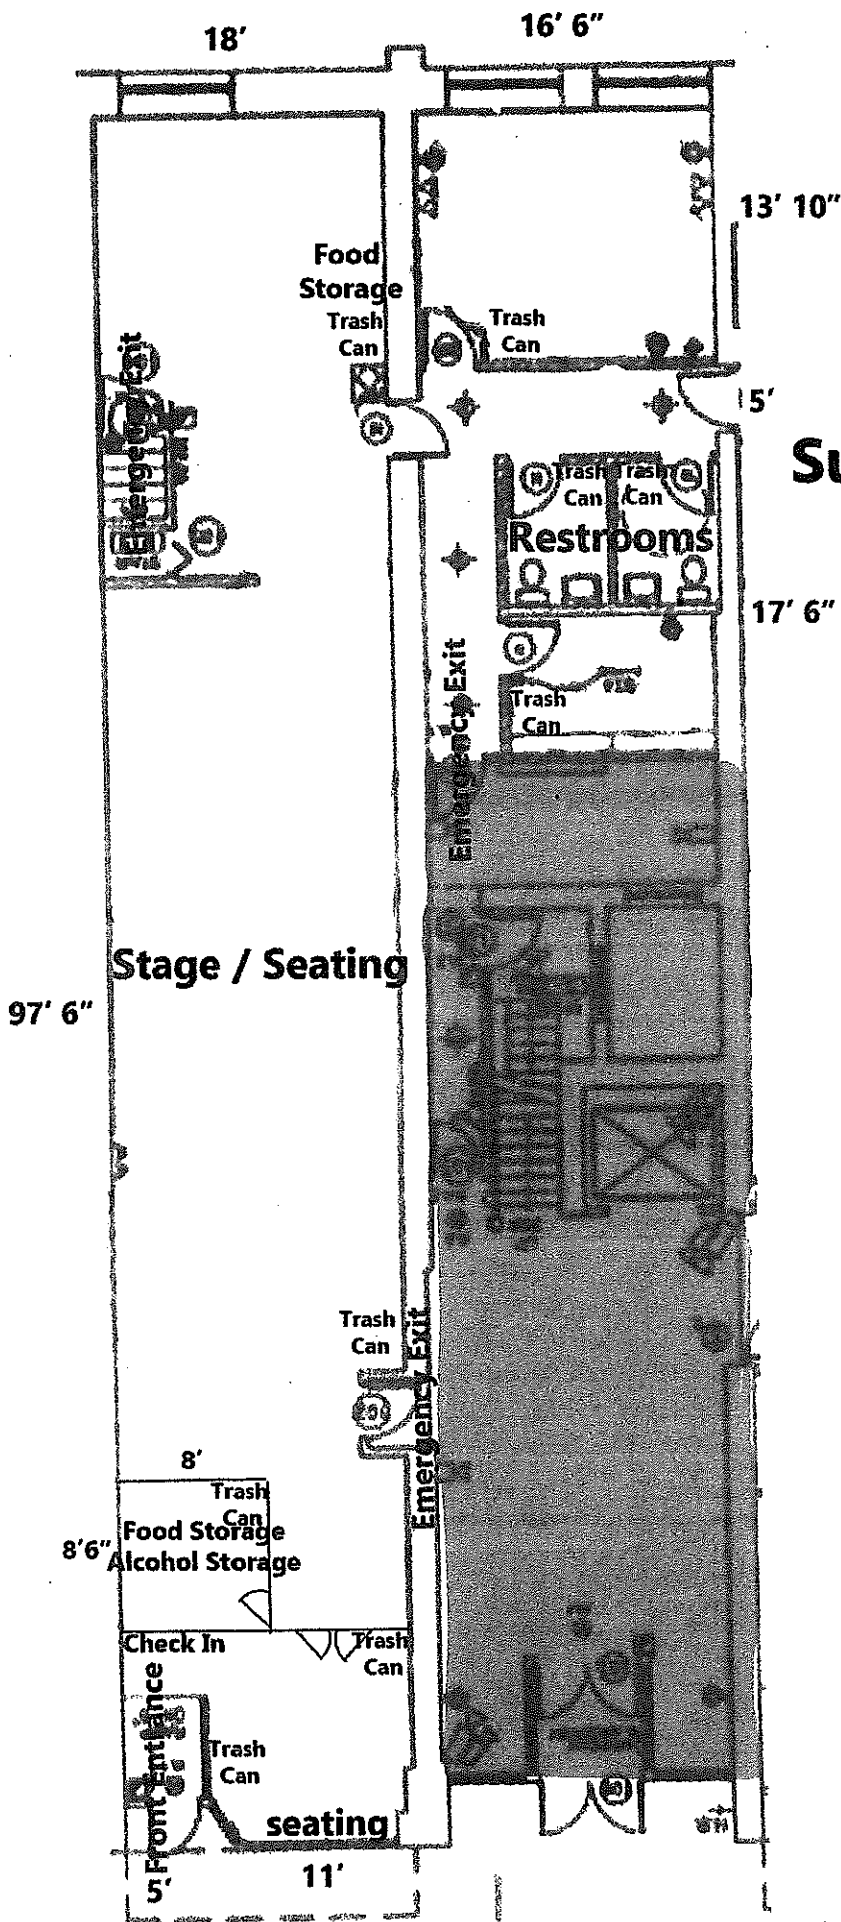 18'
16' 6"
13' 10"
Food
Storage
Trash
Can
Trash
Can
Emergency Exit
5'
Su
Trash
Can
Trash
Can
Restrooms
17' 6"
Emergency Exit
Trash
Can
Stage / Seating
97' 6"
Trash
Can
Emergency Exit
8'
Trash
Can
Food Storage
8'6"
Alcohol Storage
Check In
Trash
Can
Front Entrance
Trash
Can
seating
5'
11'